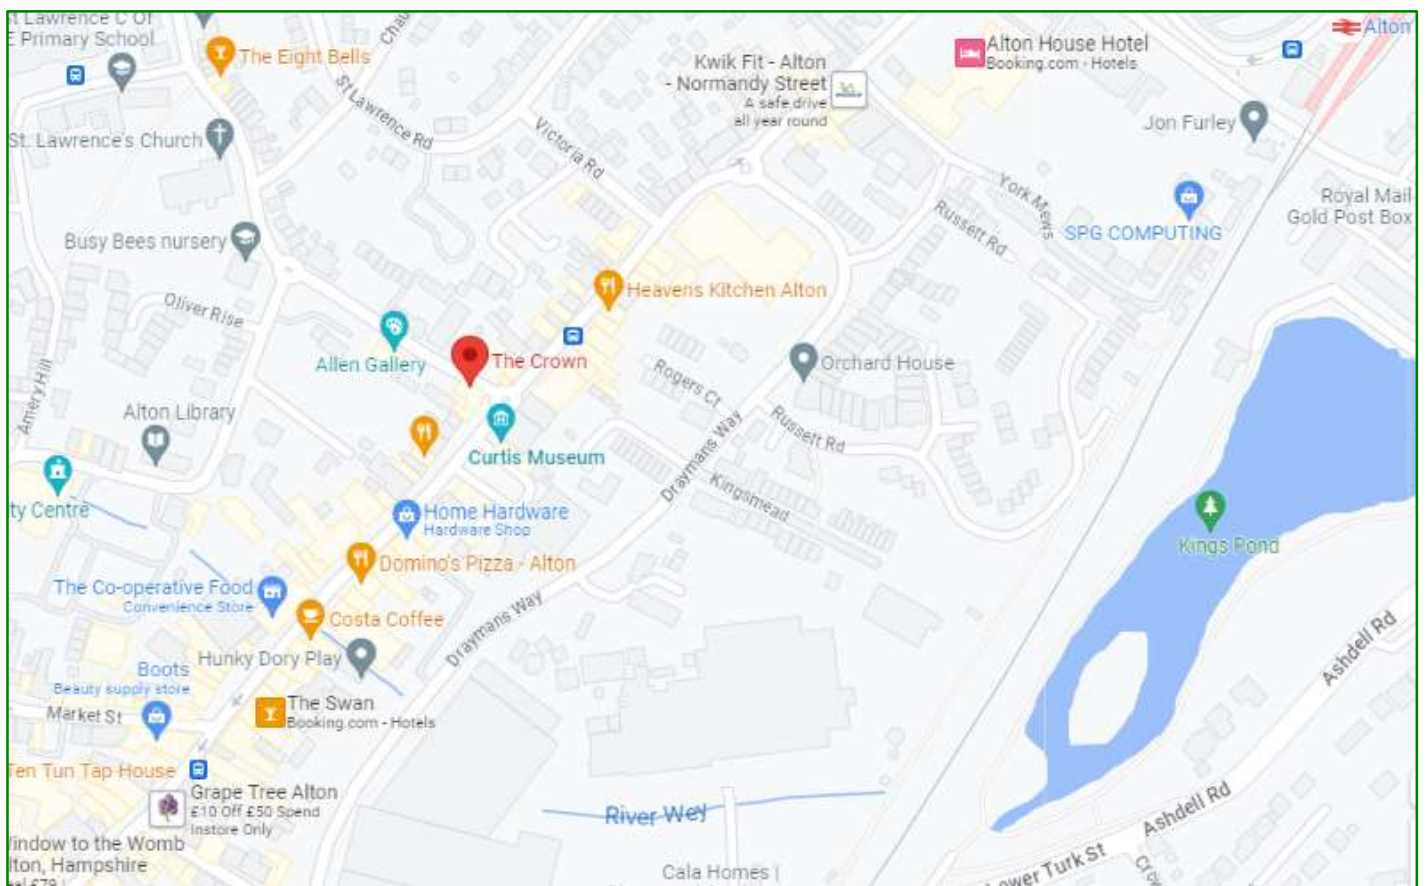 t Lawrence C Of
E Primary School
The Eight Bells
Chau
St Lawrence Rd
Kwik Fit - Alton
- Normandy Street
A safe drive
all year round
Alton House Hotel
Booking.com - Hotels
Alton
Jon Furley
St. Lawrence's Church
Victoria Rd
York Mews
Russett Rd
Royal Mail
Gold Post Box
SPG COMPUTING
Busy Bees nursery
Oliver Rise
Heavens Kitchen Alton
Allen Gallery
The Crown
Rogers Ct
Orchard House
Amery Hill
Alton Library
Curtis Museum
Russett Rd
Draymans Way
Kingsmead
ty Centre
Home Hardware
Hardware Shop
Kings Pond
Domino's Pizza - Alton
The Co-operative Food
Convenience Store
Costa Coffee
Draymans Way
Ashdell Rd
Hunky Dory Play
Boots
Beauty supply store
Market St
The Swan
Booking.com - Hotels
Ten Tun Tap House
Grape Tree Alton
£10 Off £50 Spend
Instore Only
River Wey
Ashdell Rd
indow to the Womb
lton, Hampshire
Cala Homes |
ower Turk St